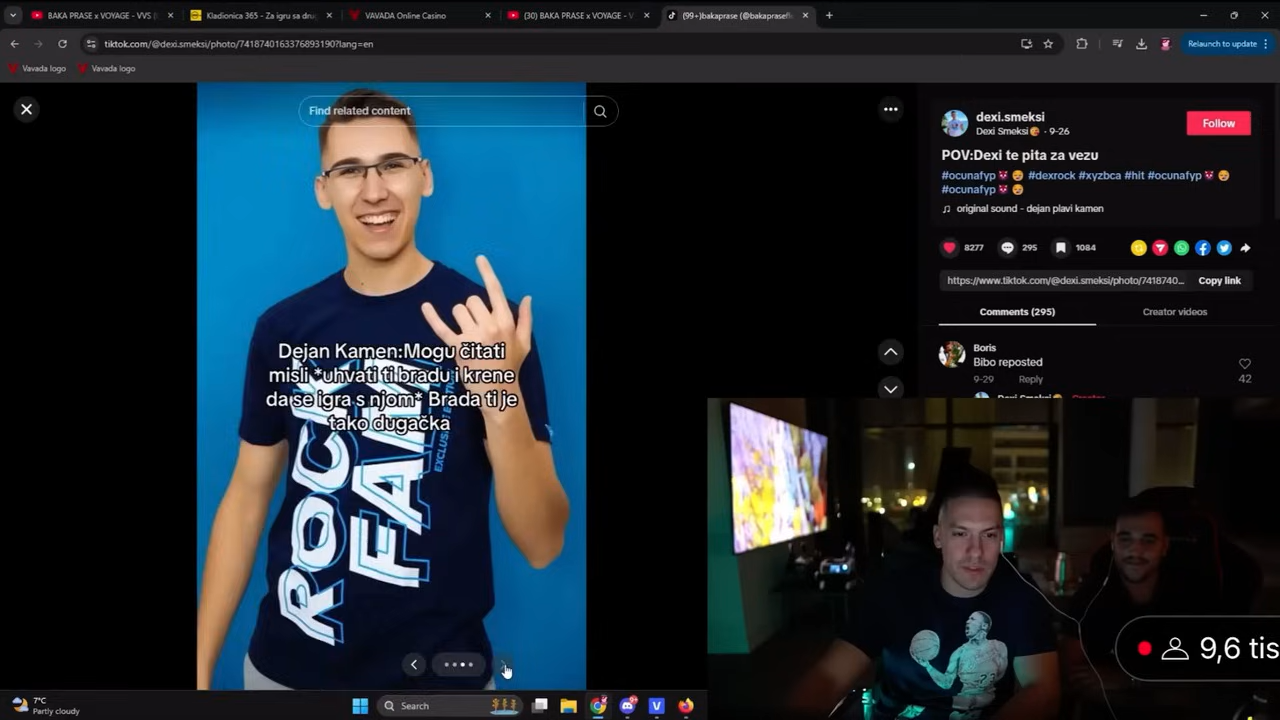 BAKA PRASE x VOYAGE - VVS (
Kladionica 365 - Za igru sa drug
VAVADA Online Casino
(30) BAKA PRASE x VOYAGE - V
(99+)bakaprase (@bakaprasefl
tiktok.com/@dexi.smeksi/photo/7418740163376893190?lang=en
Relaunch to update
Vavada logo
Vavada logo
Find related content
Dejan Kamen:Mogu čitati
misli *uhvati ti bradu i krene
da se igra s njom* Brada ti je
tako dugačka
ROCK
FAM
dexi.smeksi
Dexi Smeksi · 9-26
Follow
POV:Dexi te pita za vezu
#ocunafyp #dexrock #xyzbca #hit #ocunafyp
#ocunafyp
original sound - dejan plavi kamen
8277
295
1084
https://www.tiktok.com/@dexi.smeksi/photo/7418740...
Copy link
Comments (295)
Creator videos
Boris
Bibo reposted
9-29
Reply
42
9,6 tis
7°C
Partly cloudy
Search